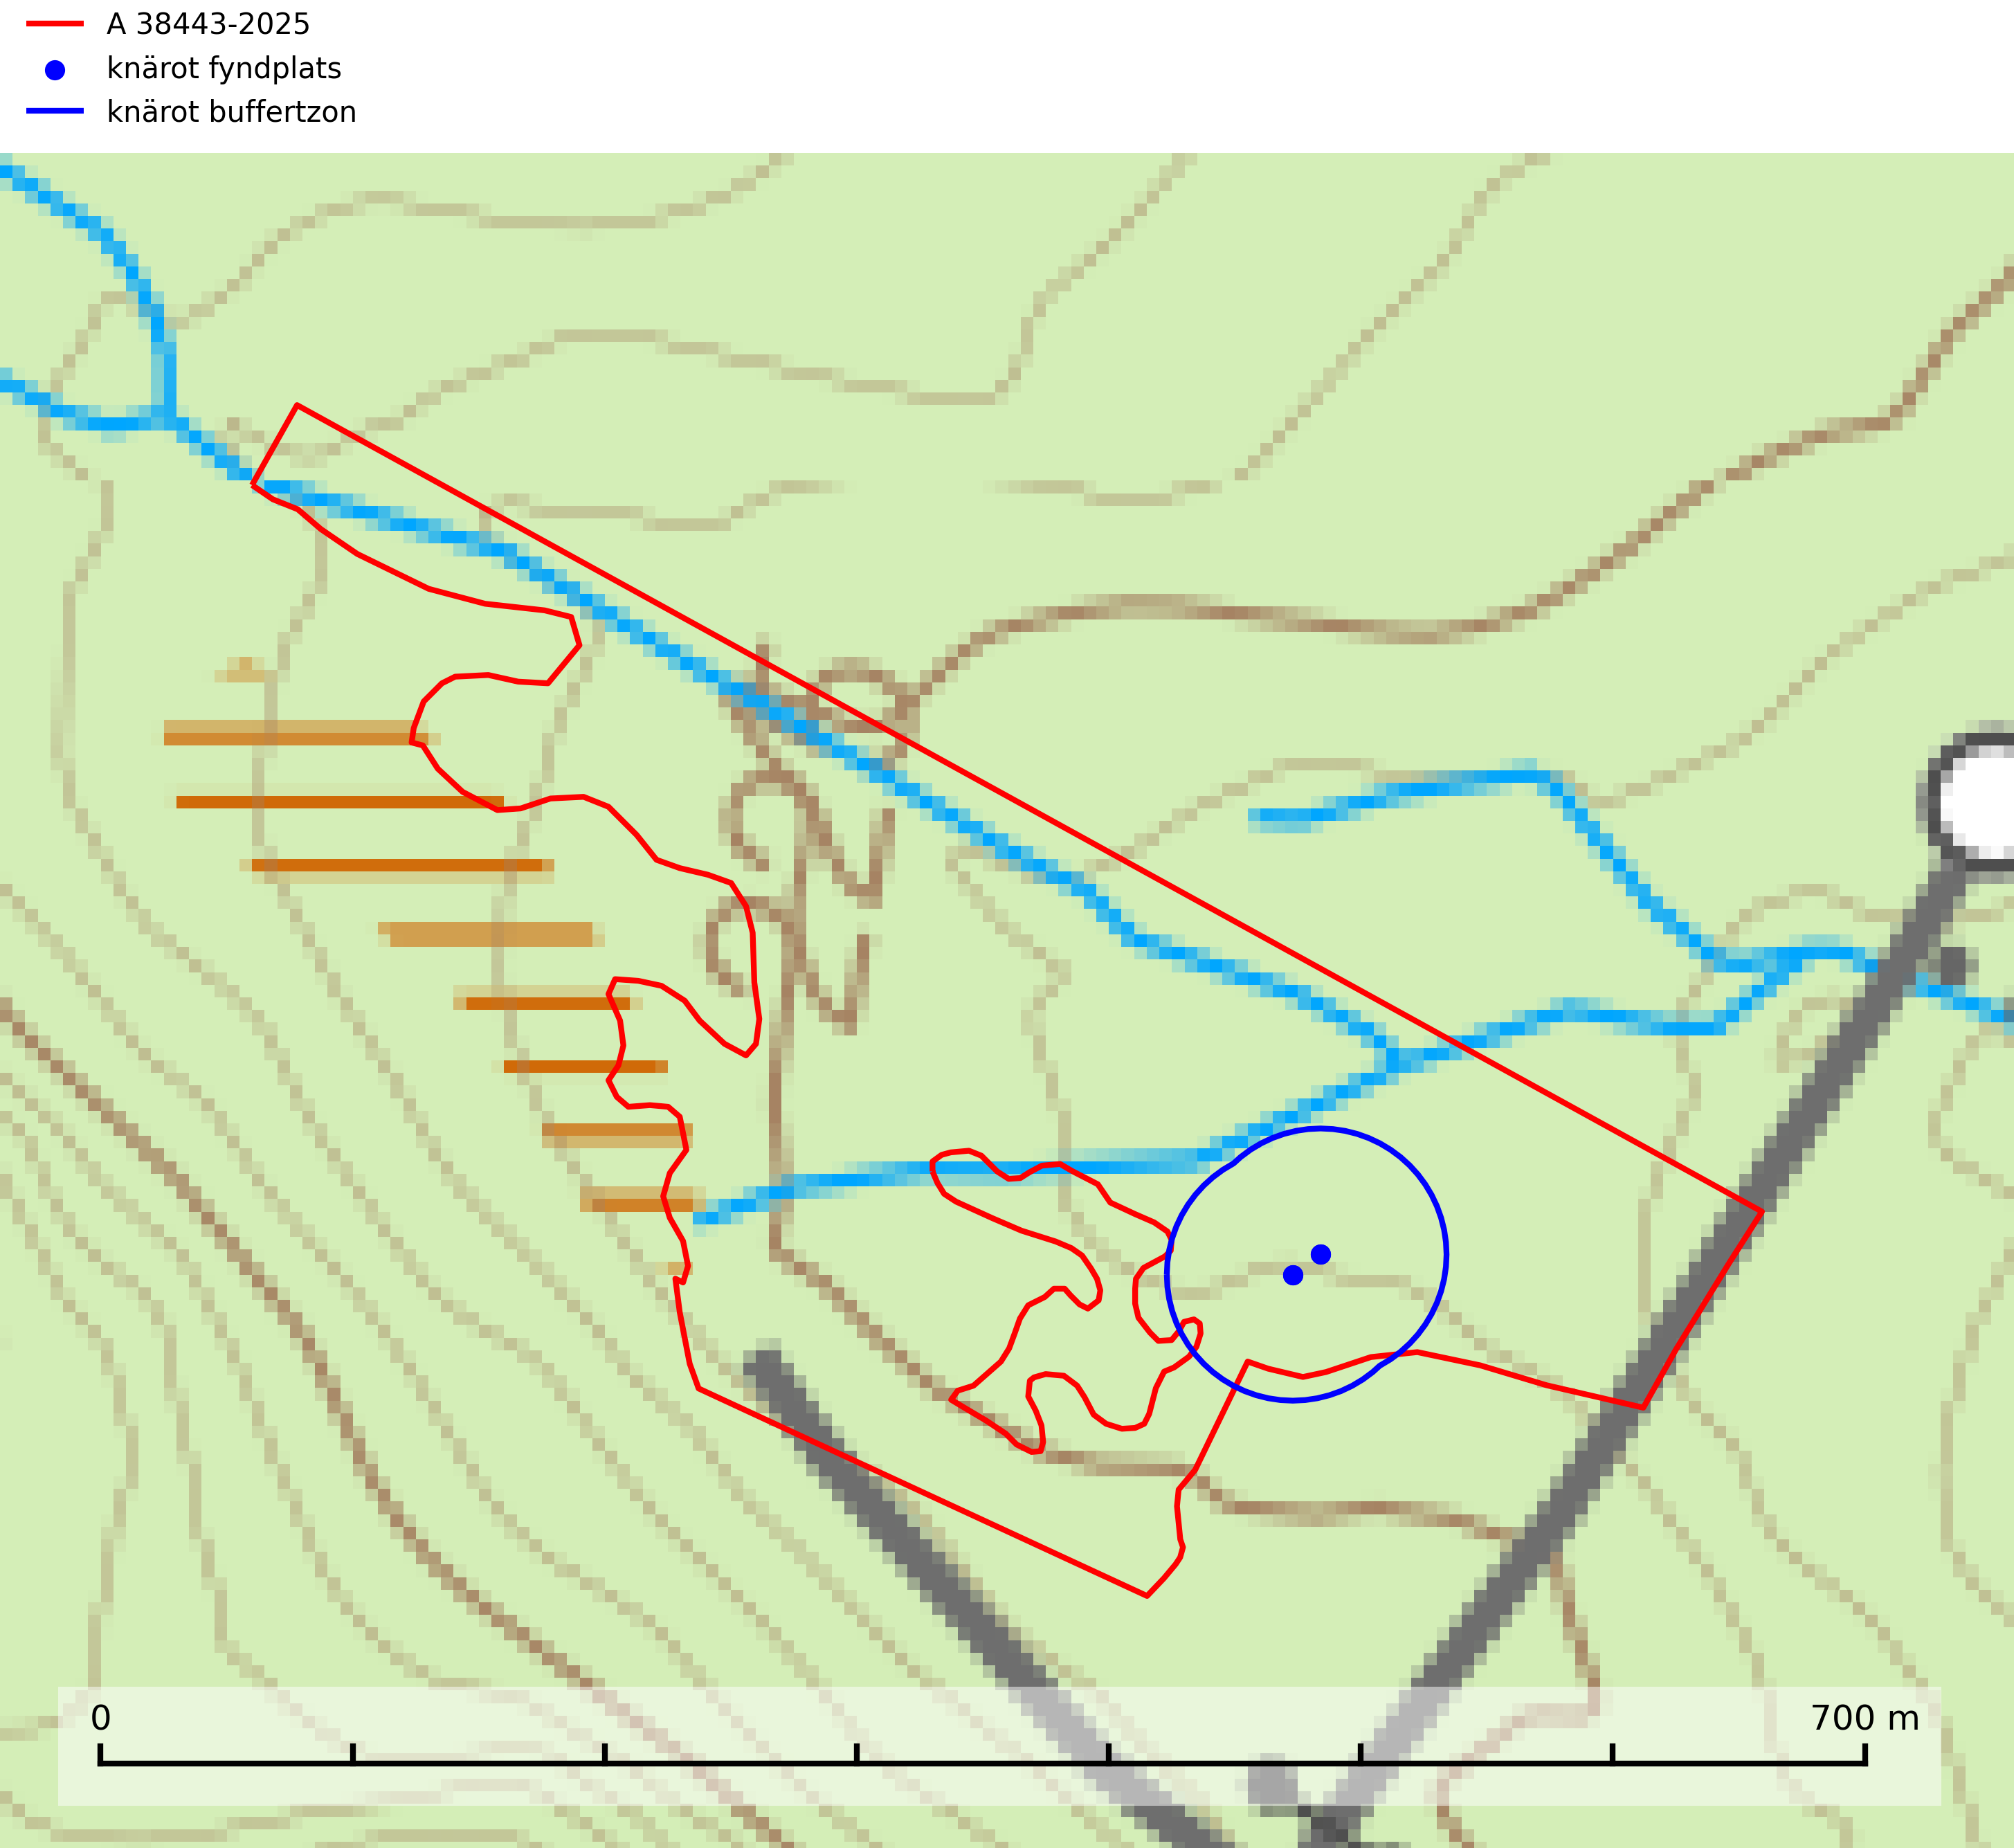 A 38443-2025
knärot fyndplats
knärot buffertzon
0
700 m